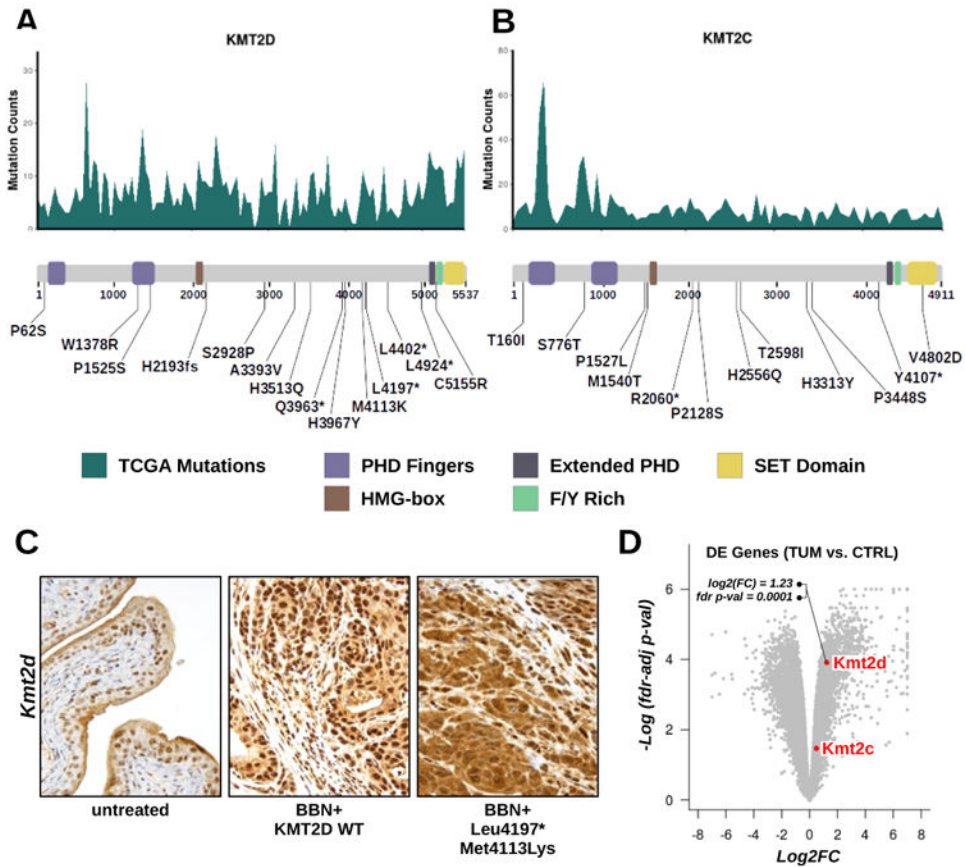 A
KMT2D
Mutation Counts
30
20
10
0
1
1000
2000
3000
4000
5000
5537
P62S
W1378R
P1525S
H2193fs
S2928P
A3393V
H3513Q
Q3963*
H3967Y
M4113K
L4197*
L4402*
L4924*
C5155R
B
KMT2C
Mutation Counts
80
60
40
20
0
1
1000
2000
3000
4000
4911
T160I
S776T
P1527L
M1540T
R2060*
P2128S
H2556Q
T2598I
H3313Y
P3448S
Y4107*
V4802D
TCGA Mutations
PHD Fingers
Extended PHD
SET Domain
HMG-box
F/Y Rich
C
Kmt2d
untreated
BBN+
KMT2D WT
BBN+
Leu4197*
Met4113Lys
D
DE Genes (TUM vs. CTRL)
log2(FC) = 1.23
fdr p-val = 0.0001
-Log (fdr-adj p-val)
6
4
2
0
Kmt2d
Kmt2c
-8 -6 -4 -2 0 2 4 6 8
Log2FC